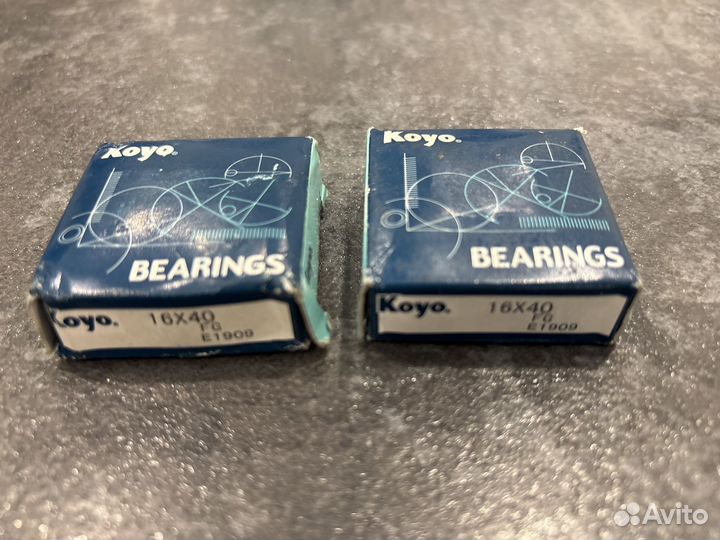 Koyo®
BEARINGS
Koyo. 16X40
FG
E1909
Koyo®
BEARINGS
Koyo. 16X40
FG
E1909
Avito